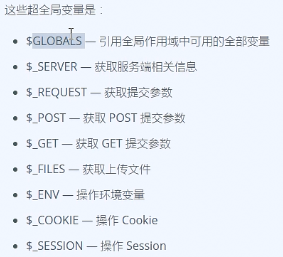 这些超全局变量是：
• $GLOBALS — 引用全局作用域中可用的全部变量
• $_SERVER — 获取服务端相关信息
• $_REQUEST — 获取提交参数
• $_POST — 获取 POST 提交参数
• $_GET — 获取 GET 提交参数
• $_FILES — 获取上传文件
• $_ENV — 操作环境变量
• $_COOKIE — 操作 Cookie
• $_SESSION — 操作 Session